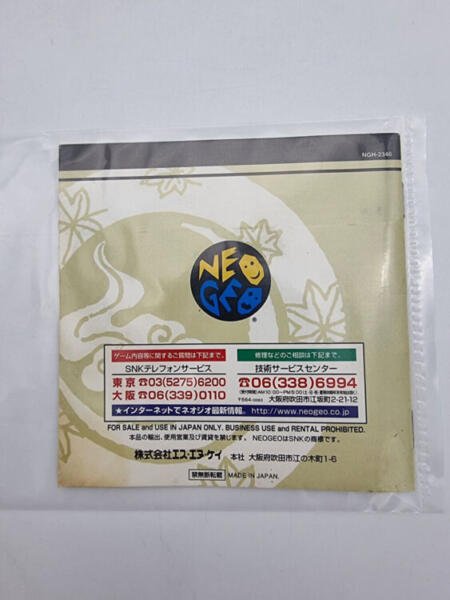 NGH-2340
NEO
GEO
®
ゲーム内容等に関するご質問は下記まで。
SNKテレフォンサービス
東京 ☎03(5275)6200
大阪 ☎06(339)0110
修理などのご相談は下記まで。
技術サービスセンター
☎06(338)6994
大阪府吹田市江坂町2-21-12
★インターネットでネオジオ最新情報。 http://www.neogeo.co.jp
FOR SALE and USE IN JAPAN ONLY. BUSINESS USE and RENTAL PROHIBITED.
本品の輸出、使用営業及び賃貸を禁じます。 NEOGEOはSNKの商標です。
株式会社エス・エヌ・ケイ 本社 大阪府吹田市江の木町1-6
禁無断転載 MADE IN JAPAN.